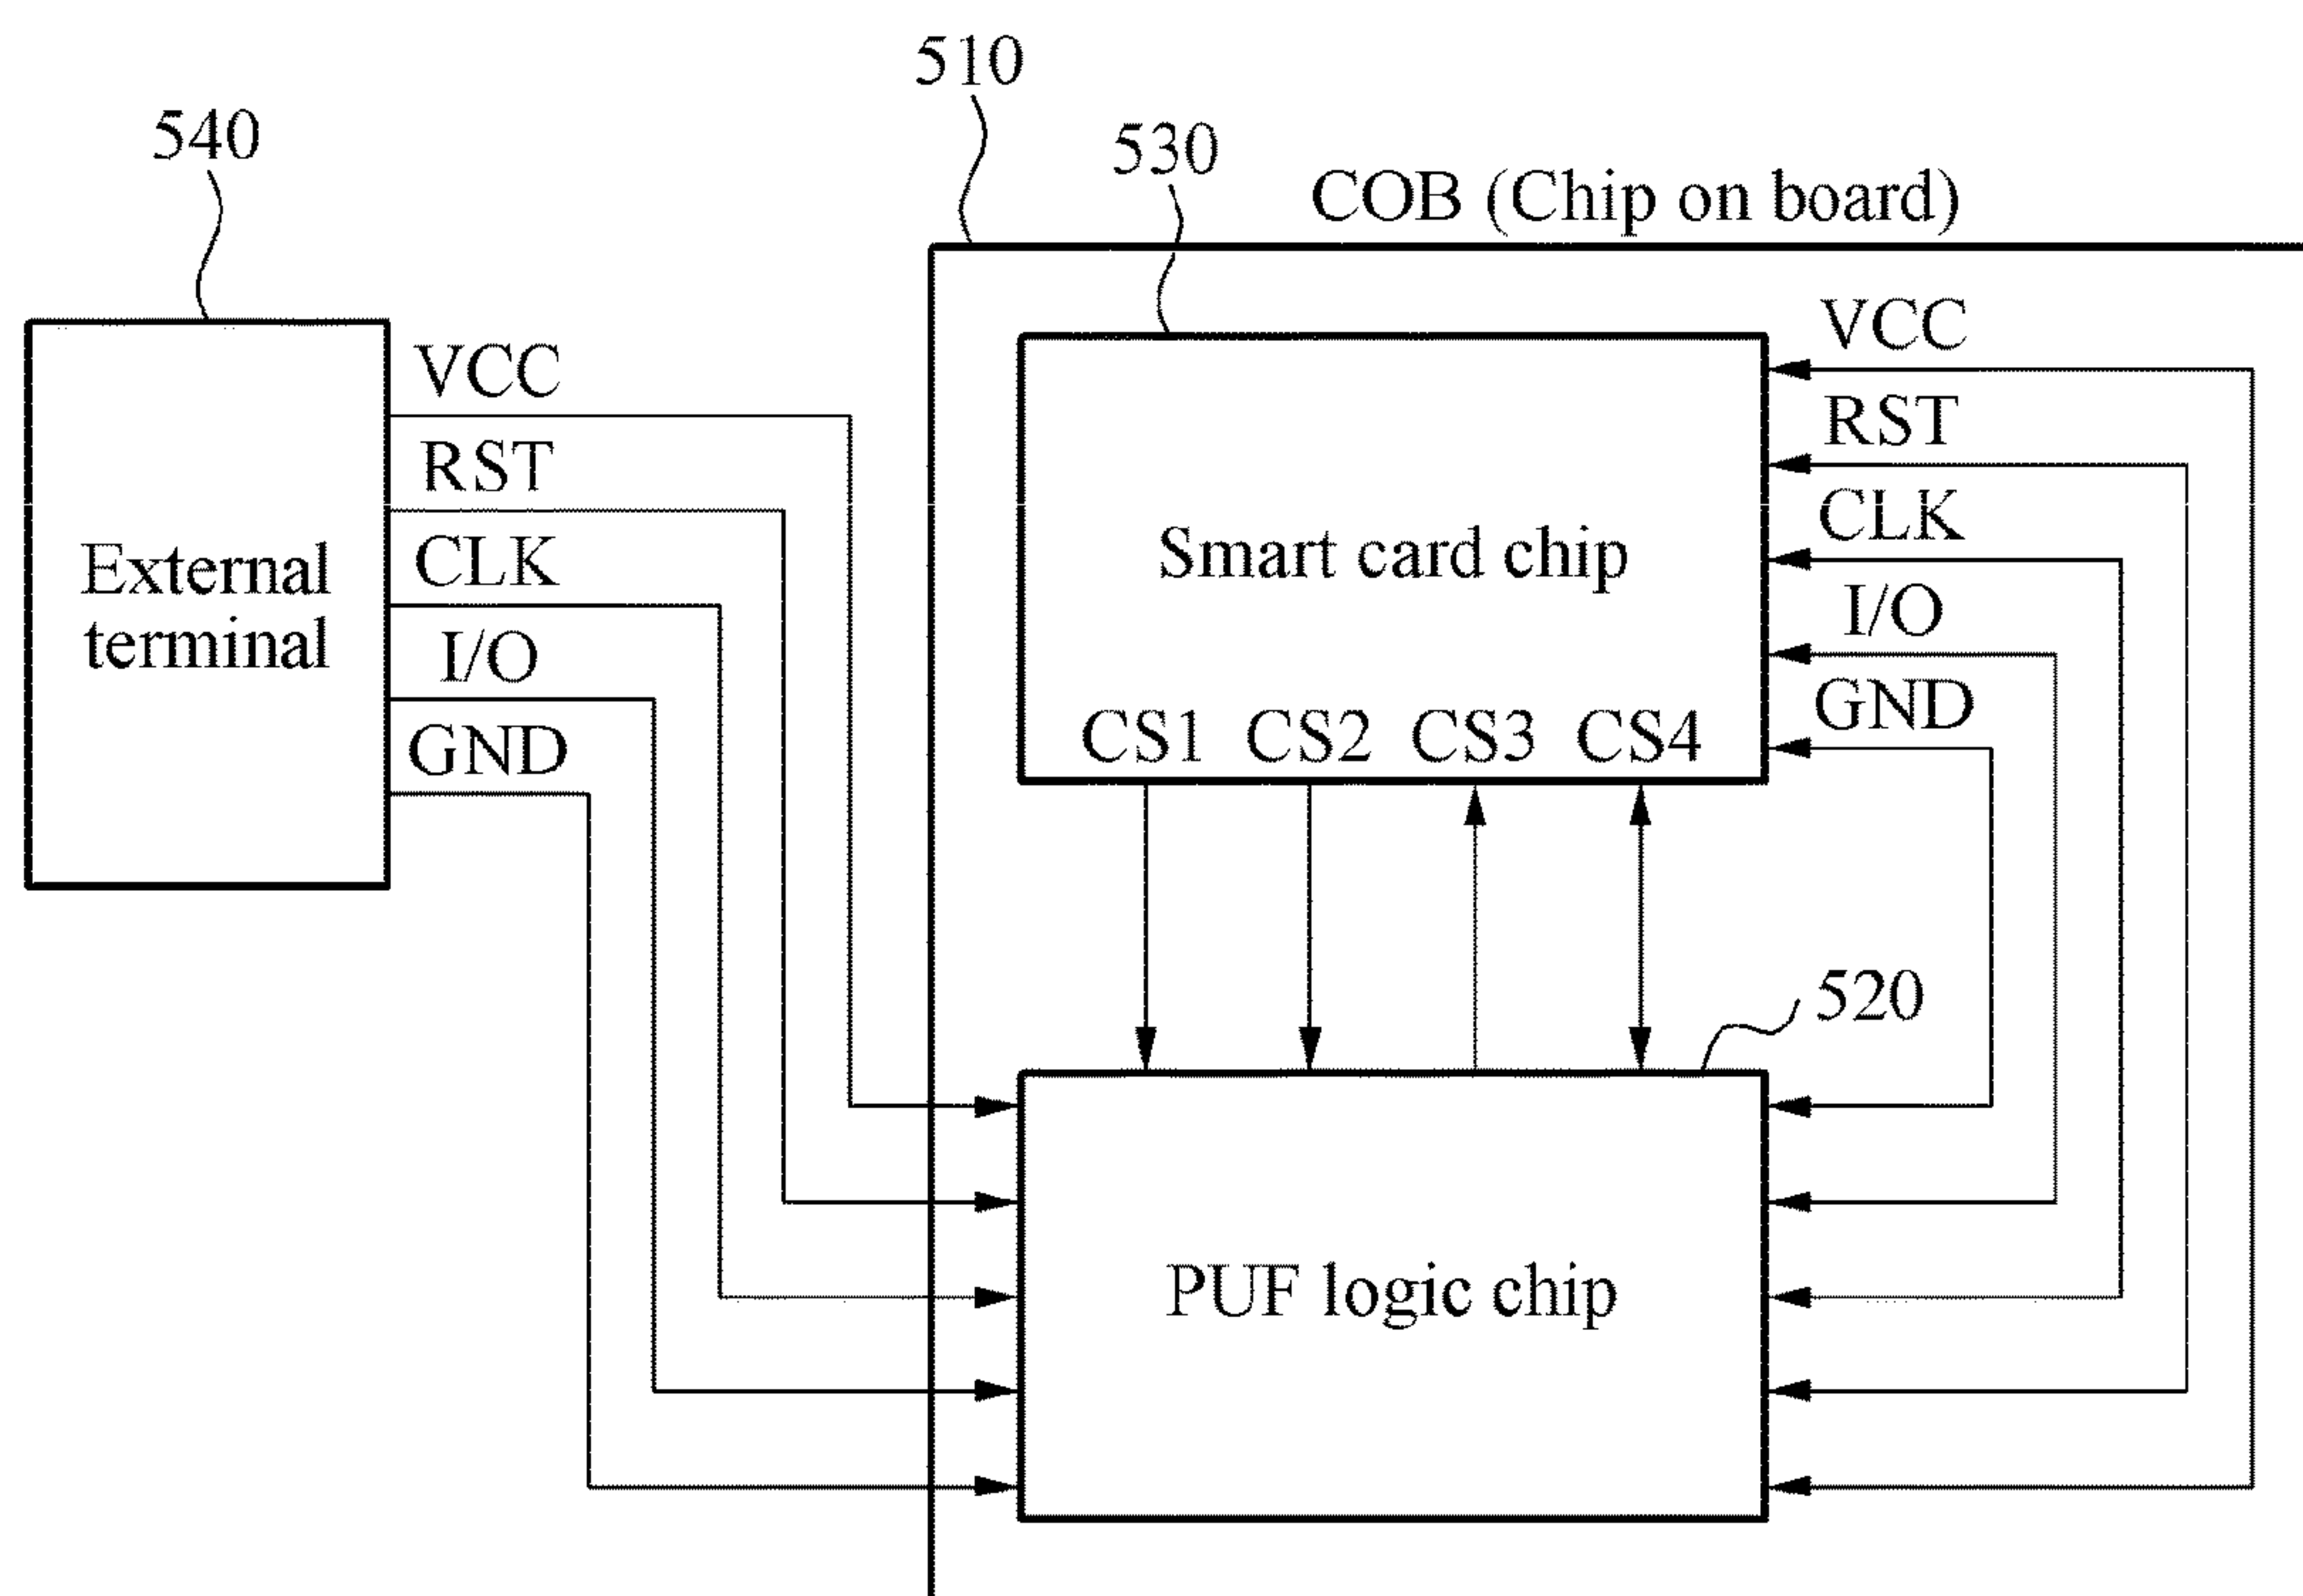 510
540
530
COB (Chip on board)
VCC
RST
CLK
I/O
GND
External
terminal
VCC
RST
CLK
I/O
GND
Smart card chip
CS1 CS2 CS3 CS4
520
PUF logic chip